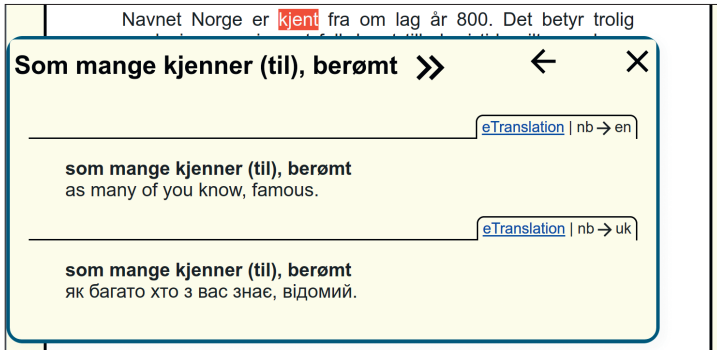 Navnet Norge er kjent fra om lag år 800. Det betyr trolig
Som mange kjenner (til), berømt
eTranslation | nb → en
som mange kjenner (til), berømt
as many of you know, famous.
eTranslation | nb → uk
som mange kjenner (til), berømt
як багато хто з вас знає, відомий.